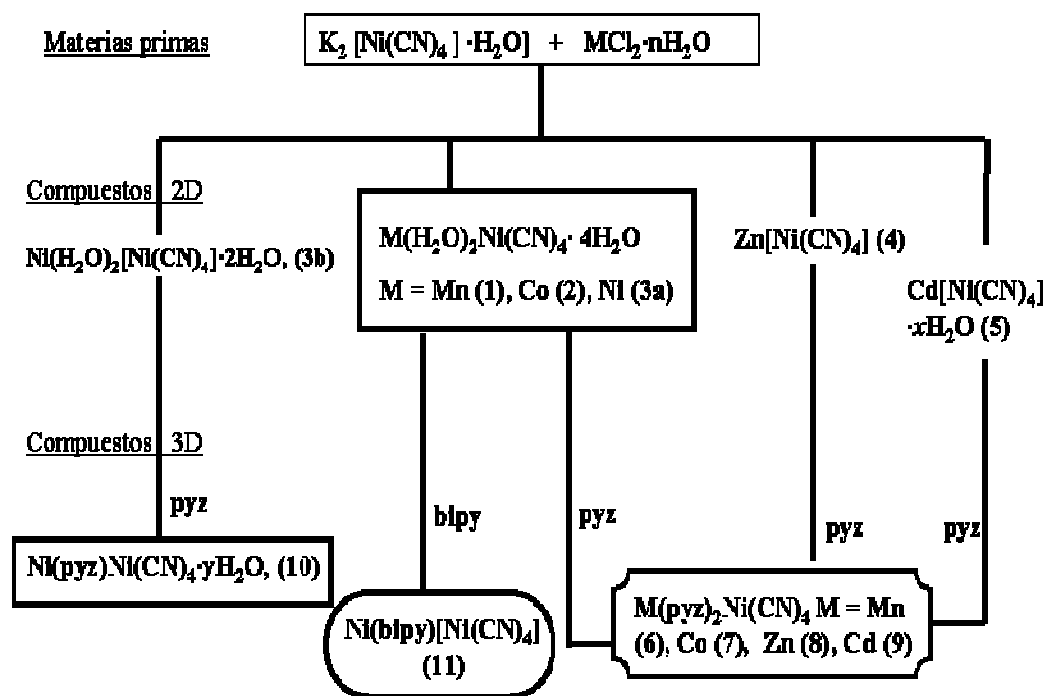 Materias primas
K₂ [Ni(CN)₄ ] ·H₂O] + MCl₂·nH₂O
Compuestos 2D
Ni(H₂O)₂[Ni(CN)₄]·2H₂O, (3b)
M(H₂O)₂Ni(CN)₄· 4H₂O
M = Mn (1), Co (2), Ni (3a)
Zn[Ni(CN)₄] (4)
Cd[Ni(CN)₄]
·xH₂O (5)
Compuestos 3D
pyz
bipy
pyz
pyz
pyz
Ni(pyz)Ni(CN)₄·yH₂O, (10)
Ni(bipy)[Ni(CN)₄]
(11)
M(pyz)₂Ni(CN)₄ M = Mn
(6), Co (7), Zn (8), Cd (9)